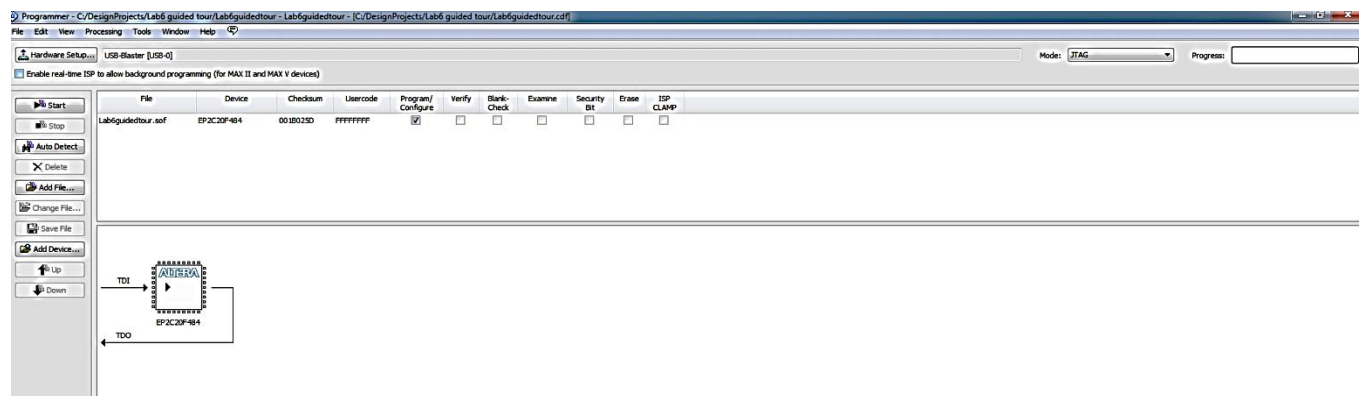 Programmer - C:/DesignProjects/Lab6 guided tour/Lab6guidedtour - Lab6guidedtour - [C:/DesignProjects/Lab6 guided tour/Lab6guidedtour.cdf]
File Edit View Processing Tools Window Help
Hardware Setup... USB-Blaster [USB-0] Mode: JTAG Progress:
Enable real-time ISP to allow background programming (for MAX II and MAX V devices)
File Device Checksum Usercode Program/ Configure Verify Blank- Check Examine Security Bit Erase ISP CLAMP
Lab6guidedtour.sof EP2C20F484 001B025D FFFFFFFF
Start
Stop
Auto Detect
Delete
Add File...
Change File...
Save File
Add Device...
Up
Down
ALTERA
TDI
EP2C20F484
TDO